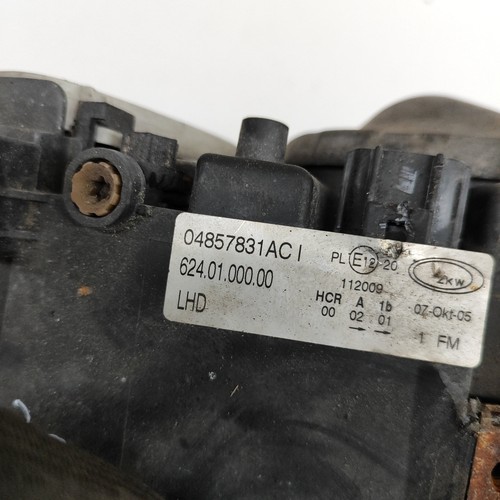 04857831AC I
624.01.000.00
LHD
PL E12 -20
112009
HCR A 1b
00 02 01
→ →
ZKW
07-Okt-05
1 FM